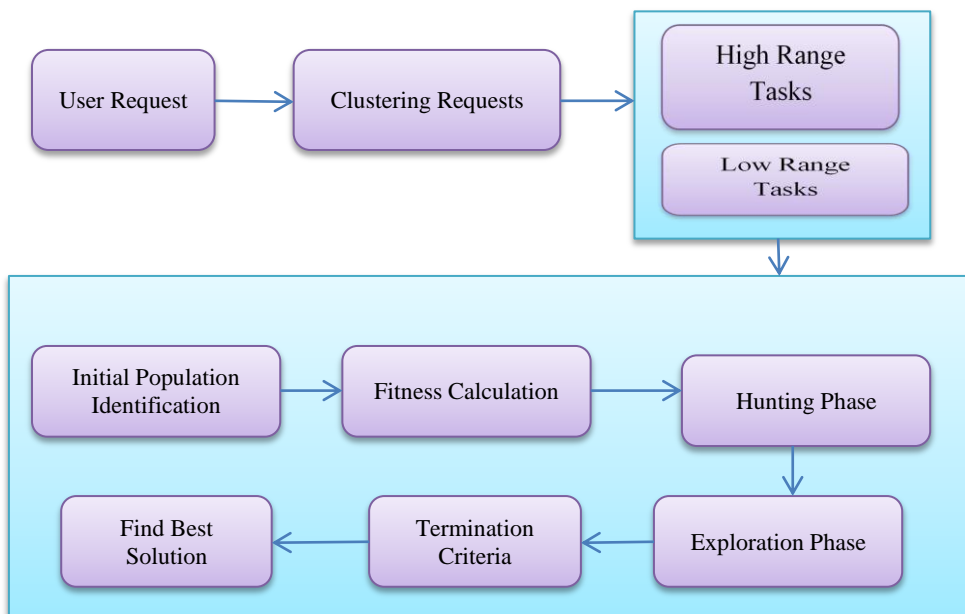 User Request
Clustering Requests
High Range
Tasks
Low Range
Tasks
Initial Population
Identification
Fitness Calculation
Hunting Phase
Find Best
Solution
Termination
Criteria
Exploration Phase